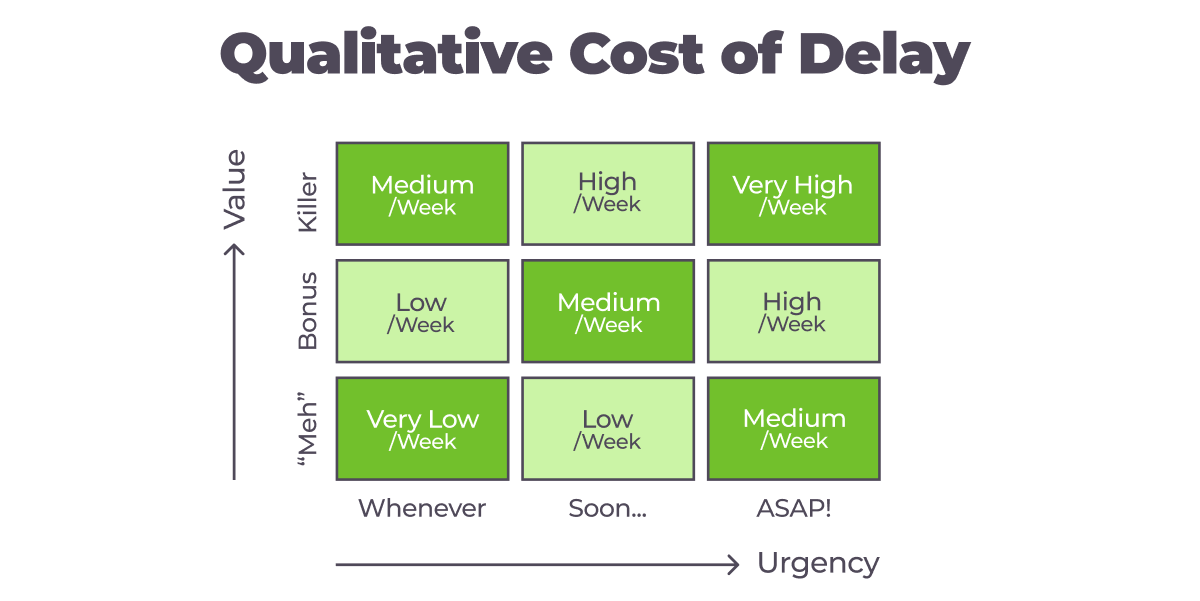 Qualitative Cost of Delay
Value
Killer
Medium
/Week
High
/Week
Very High
/Week
Bonus
Low
/Week
Medium
/Week
High
/Week
“Meh”
Very Low
/Week
Low
/Week
Medium
/Week
Whenever
Soon...
ASAP!
Urgency